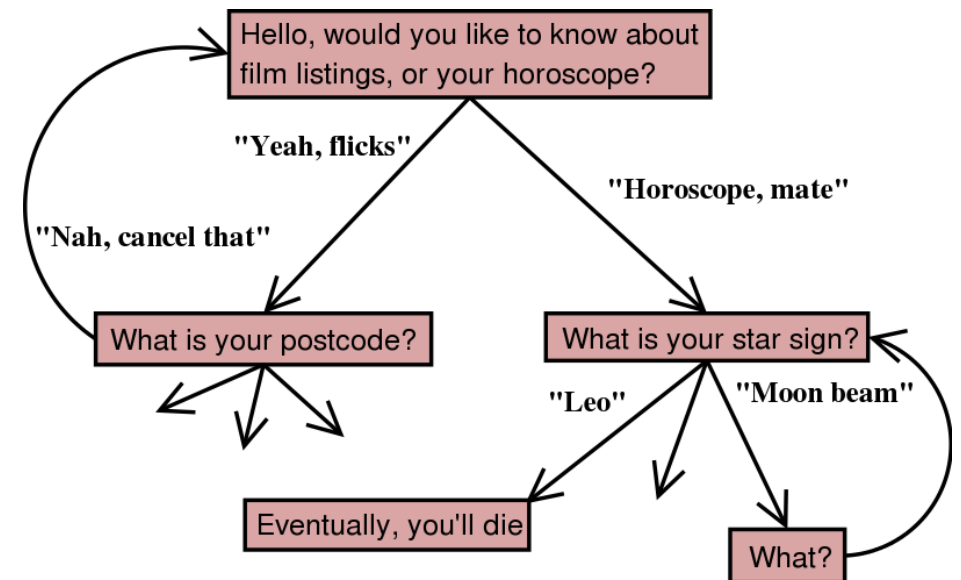 Hello, would you like to know about
film listings, or your horoscope?
"Yeah, flicks"
"Horoscope, mate"
"Nah, cancel that"
What is your postcode?
What is your star sign?
"Leo"
"Moon beam"
Eventually, you'll die
What?